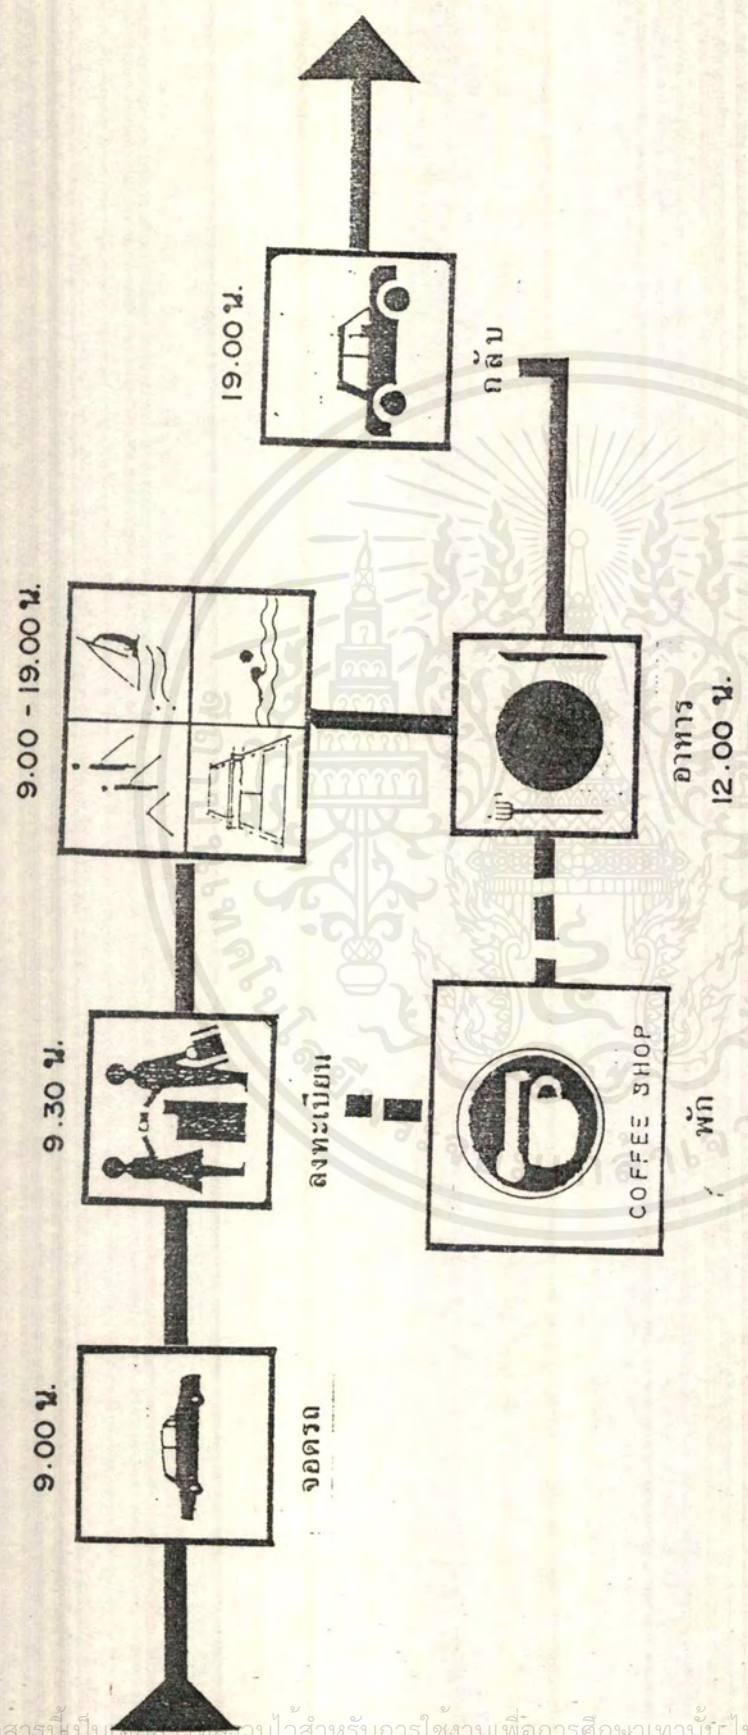 9.00 น.
จอดรถ
9.30 น.
ลงทะเบียน
9.00 - 19.00 น.
COFFEE SHOP
พัก
อาหาร
12.00 น.
19.00 น.
กลับ